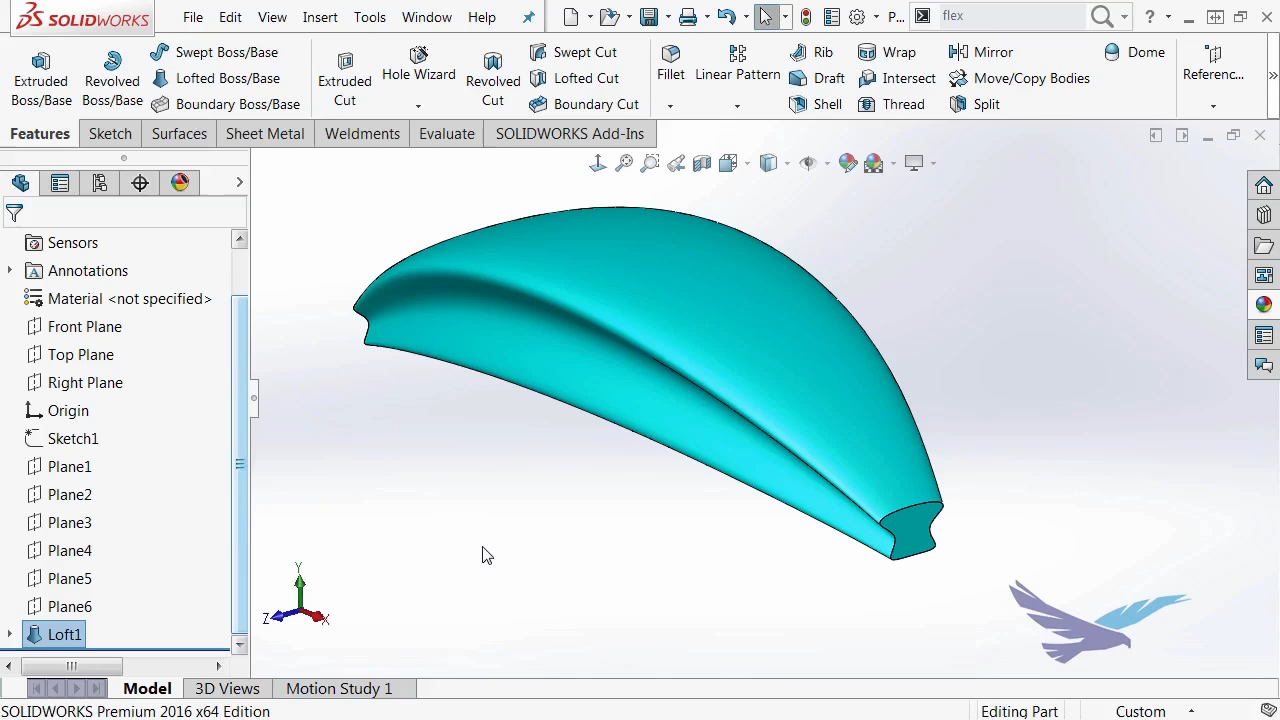 SOLIDWORKS File Edit View Insert Tools Window Help P... flex ?
Extruded Boss/Base
Revolved Boss/Base
Swept Boss/Base
Lofted Boss/Base
Boundary Boss/Base
Extruded Cut
Hole Wizard
Revolved Cut
Swept Cut
Lofted Cut
Boundary Cut
Fillet
Linear Pattern
Rib
Draft
Shell
Wrap
Intersect
Thread
Mirror
Move/Copy Bodies
Split
Dome
Referenc...
»
Features Sketch Surfaces Sheet Metal Weldments Evaluate SOLIDWORKS Add-Ins
Sensors
Annotations
Material <not specified>
Front Plane
Top Plane
Right Plane
Origin
Sketch1
Plane1
Plane2
Plane3
Plane4
Plane5
Plane6
Loft1
Y
Z
X
Model 3D Views Motion Study 1
SOLIDWORKS Premium 2016 x64 Edition Editing Part Custom